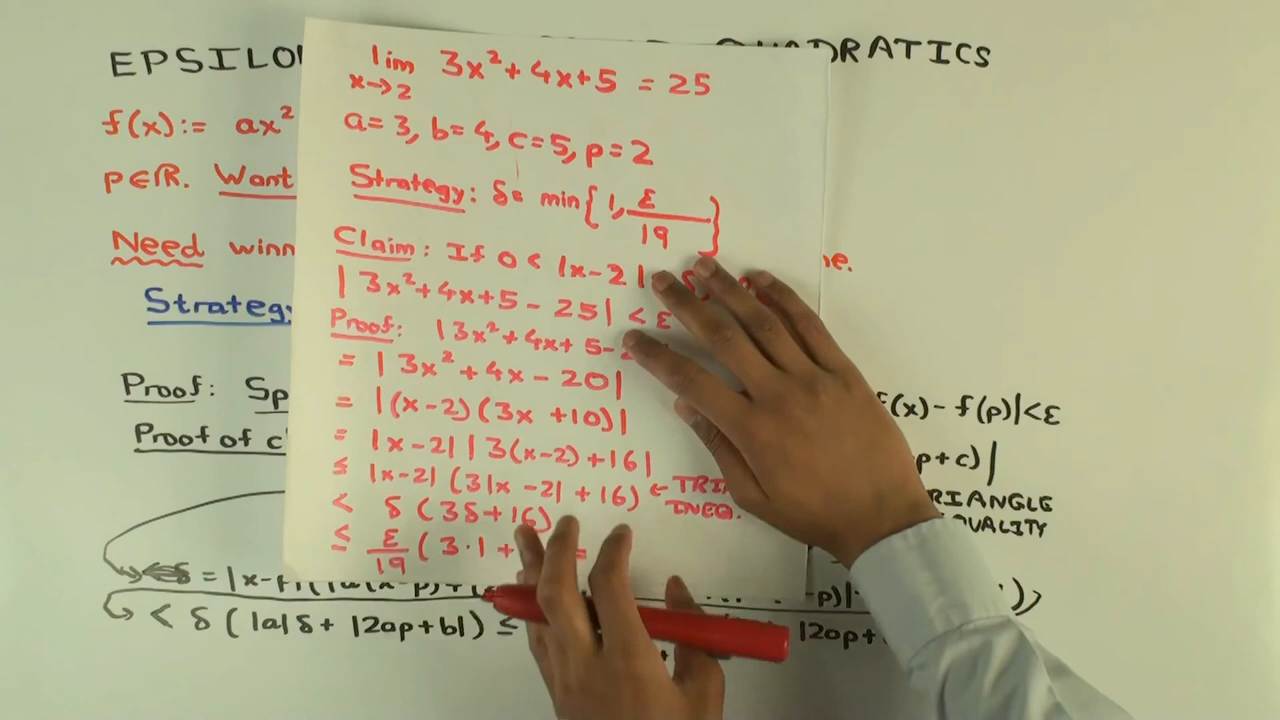 EPSILO QUADRATICS
lim 3x² + 4x + 5 = 25
x→2
f(x) := ax²
a = 3, b = 4, c = 5, p = 2
p∈ℝ. Want
Strategy: δ = min{1, ε/19}
Need winn
Claim: If 0 < |x-2|
|3x² + 4x + 5 - 25| < ε
Strateg
Proof: |3x² + 4x + 5 -
= |3x² + 4x - 20|
Proof: Sp
= |(x-2)(3x + 10)|
f(x) - f(p)| < ε
Proof of c
= |x-2| |3(x-2) + 16|
p + c)|
≤ |x-2| (3|x-2| + 16) ← TRI
INEQ.
RIANGLE
QUALITY
< δ (3δ + 16)
≤ ε/19 (3·1 + =
-p)|
< δ (|a|δ + |2ap + b|) ≤ |2ap +